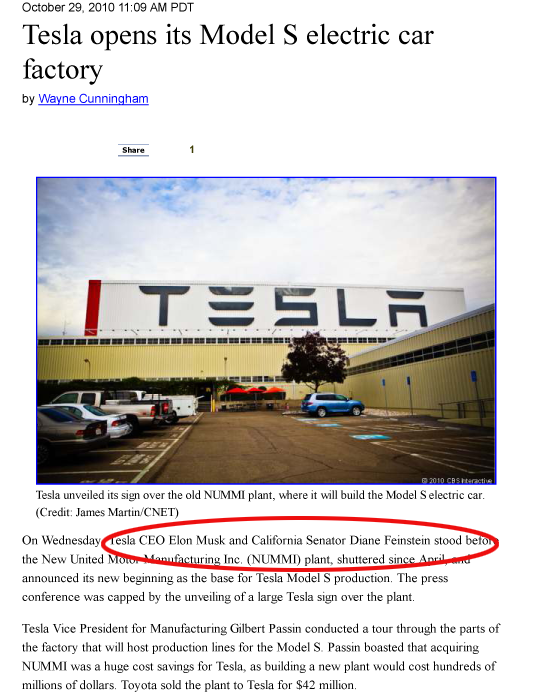 October 29, 2010 11:09 AM PDT
Tesla opens its Model S electric car
factory
by Wayne Cunningham
Share 1
TESLA
© 2010 CBS Interactive
Tesla unveiled its sign over the old NUMMI plant, where it will build the Model S electric car.
(Credit: James Martin/CNET)
On Wednesday, Tesla CEO Elon Musk and California Senator Diane Feinstein stood before
the New United Motor Manufacturing Inc. (NUMMI) plant, shuttered since April, and
announced its new beginning as the base for Tesla Model S production. The press
conference was capped by the unveiling of a large Tesla sign over the plant.
Tesla Vice President for Manufacturing Gilbert Passin conducted a tour through the parts of
the factory that will host production lines for the Model S. Passin boasted that acquiring
NUMMI was a huge cost savings for Tesla, as building a new plant would cost hundreds of
millions of dollars. Toyota sold the plant to Tesla for $42 million.